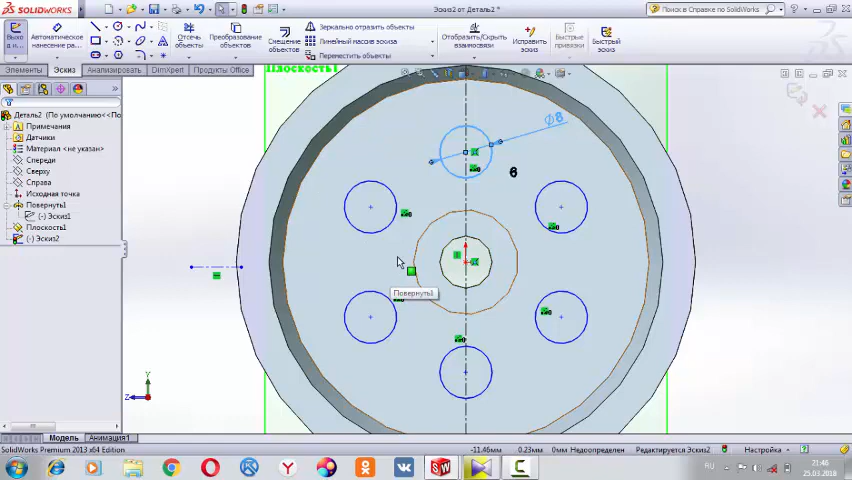 SOLIDWORKS
Эскиз2 от Деталь2 *
Поиск в Справке SolidWorks
Выход
д и...
Автоматическое
нанесение ра...
Отсечь
объекты
Преобразование
объектов
Смещение
объектов
Зеркально отразить объекты
Линейный массив эскиза
Переместить объекты
Отобразить/Скрыть
взаимосвязи
Исправить
эскиз
Быстрые
привязки
Быстрый
эскиз
Элементы
Эскиз
Анализировать
DimXpert
Продукты Office
Плоскость1
Деталь2 (По умолчанию<<По
Примечания
Датчики
Материал <не указан>
Спереди
Сверху
Справа
Исходная точка
Повернуть1
(-) Эскиз1
Плоскость1
(-) Эскиз2
Ø8
6
Повернуть1
Y
Z
Модель
Анимация1
SolidWorks Premium 2013 x64 Edition
-11.46mm
0.23mm
0mm
Недоопределен
Редактируется Эскиз2
Настройка
RU
21:46
25.03.2018